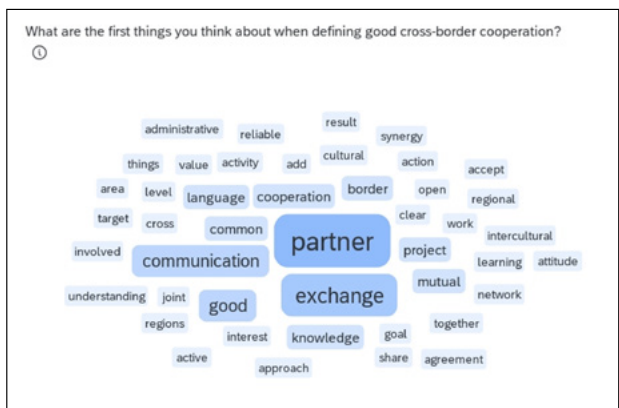 What are the first things you think about when defining good cross-border cooperation?
result
administrative reliable synergy
things value activity add cultural action accept
area level language cooperation border open regional
target cross common partner clear work intercultural
involved communication project learning attitude
understanding joint good exchange mutual network
regions interest knowledge goal together
active approach share agreement